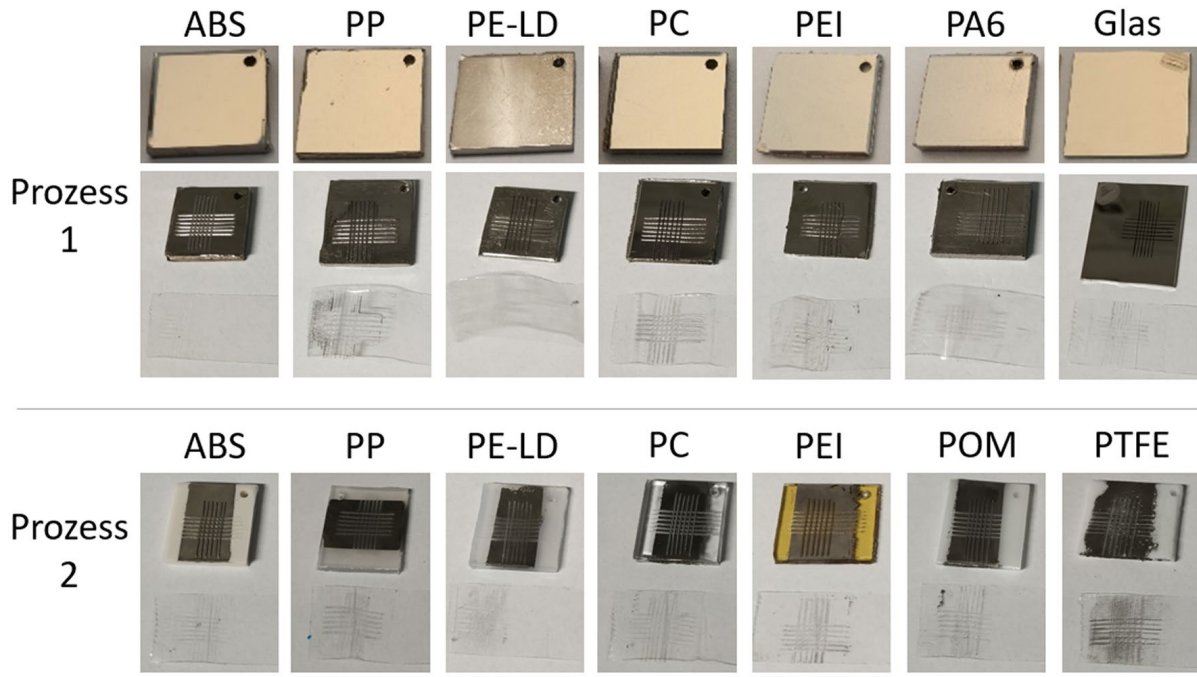 ABS PP PE-LD PC PEI PA6 Glas
Prozess
1
ABS PP PE-LD PC PEI POM PTFE
Prozess
2